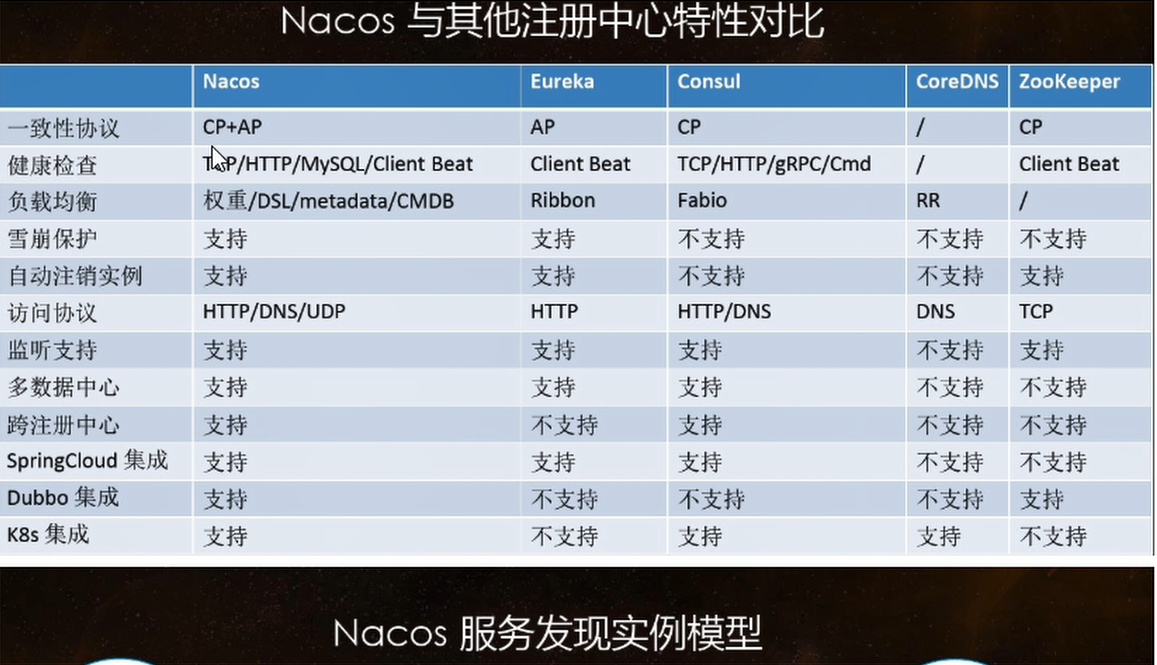 Nacos 与其他注册中心特性对比
Nacos Eureka Consul CoreDNS ZooKeeper
一致性协议 CP+AP AP CP / CP
健康检查 TCP/HTTP/MySQL/Client Beat Client Beat TCP/HTTP/gRPC/Cmd / Client Beat
负载均衡 权重/DSL/metadata/CMDB Ribbon Fabio RR /
雪崩保护 支持 支持 不支持 不支持 不支持
自动注销实例 支持 支持 不支持 不支持 支持
访问协议 HTTP/DNS/UDP HTTP HTTP/DNS DNS TCP
监听支持 支持 支持 支持 不支持 支持
多数据中心 支持 支持 支持 不支持 不支持
跨注册中心 支持 不支持 支持 不支持 不支持
SpringCloud 集成 支持 支持 支持 不支持 不支持
Dubbo 集成 支持 不支持 不支持 不支持 支持
K8s 集成 支持 不支持 支持 支持 不支持
Nacos 服务发现实例模型